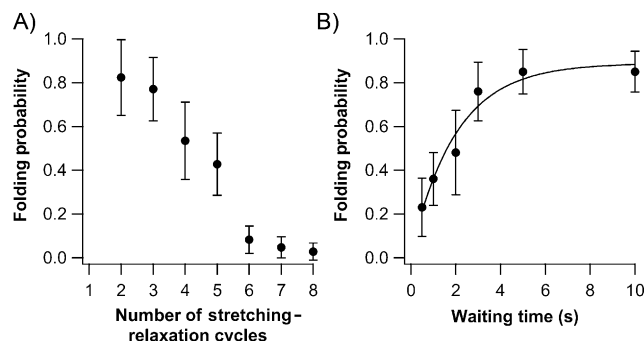 A)
Folding probability
1.0
0.8
0.6
0.4
0.2
0.0
1 2 3 4 5 6 7 8
Number of stretching–
relaxation cycles
B)
Folding probability
1.0
0.8
0.6
0.4
0.2
0.0
0 2 4 6 8 10
Waiting time (s)